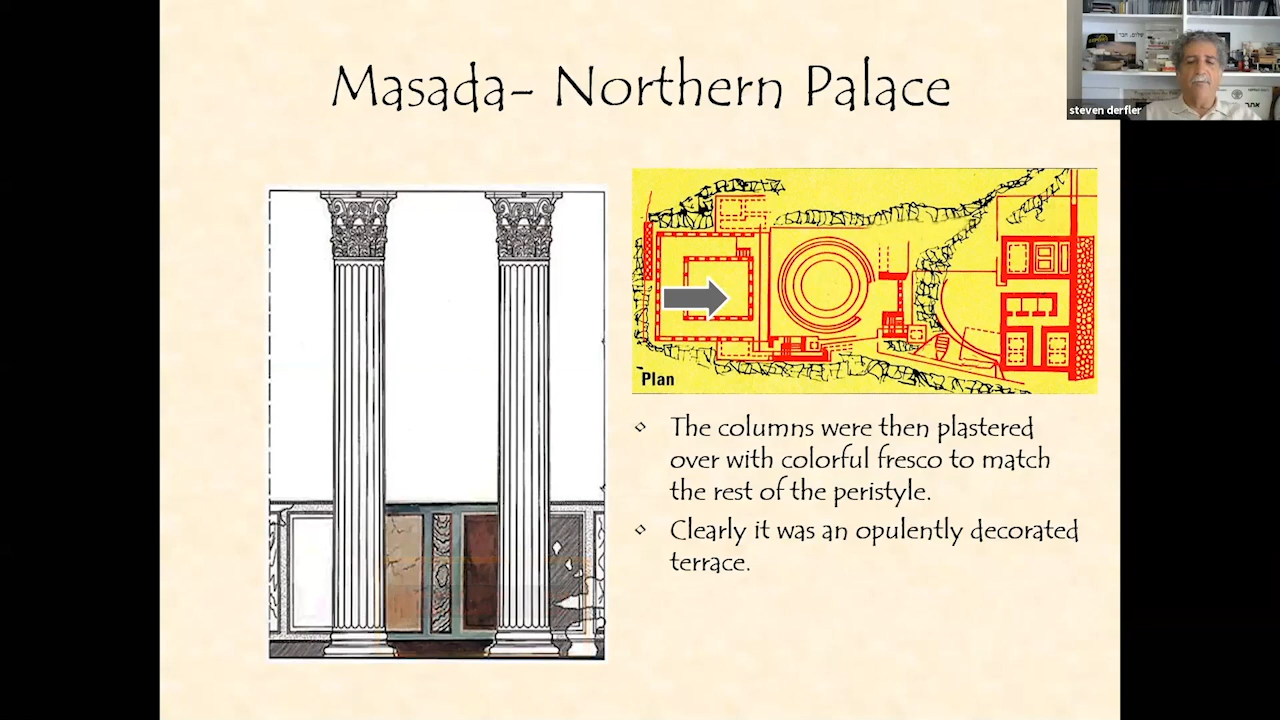 Masada- Northern Palace
steven derfler
Plan
The columns were then plastered
over with colorful fresco to match
the rest of the peristyle.
Clearly it was an opulently decorated
terrace.